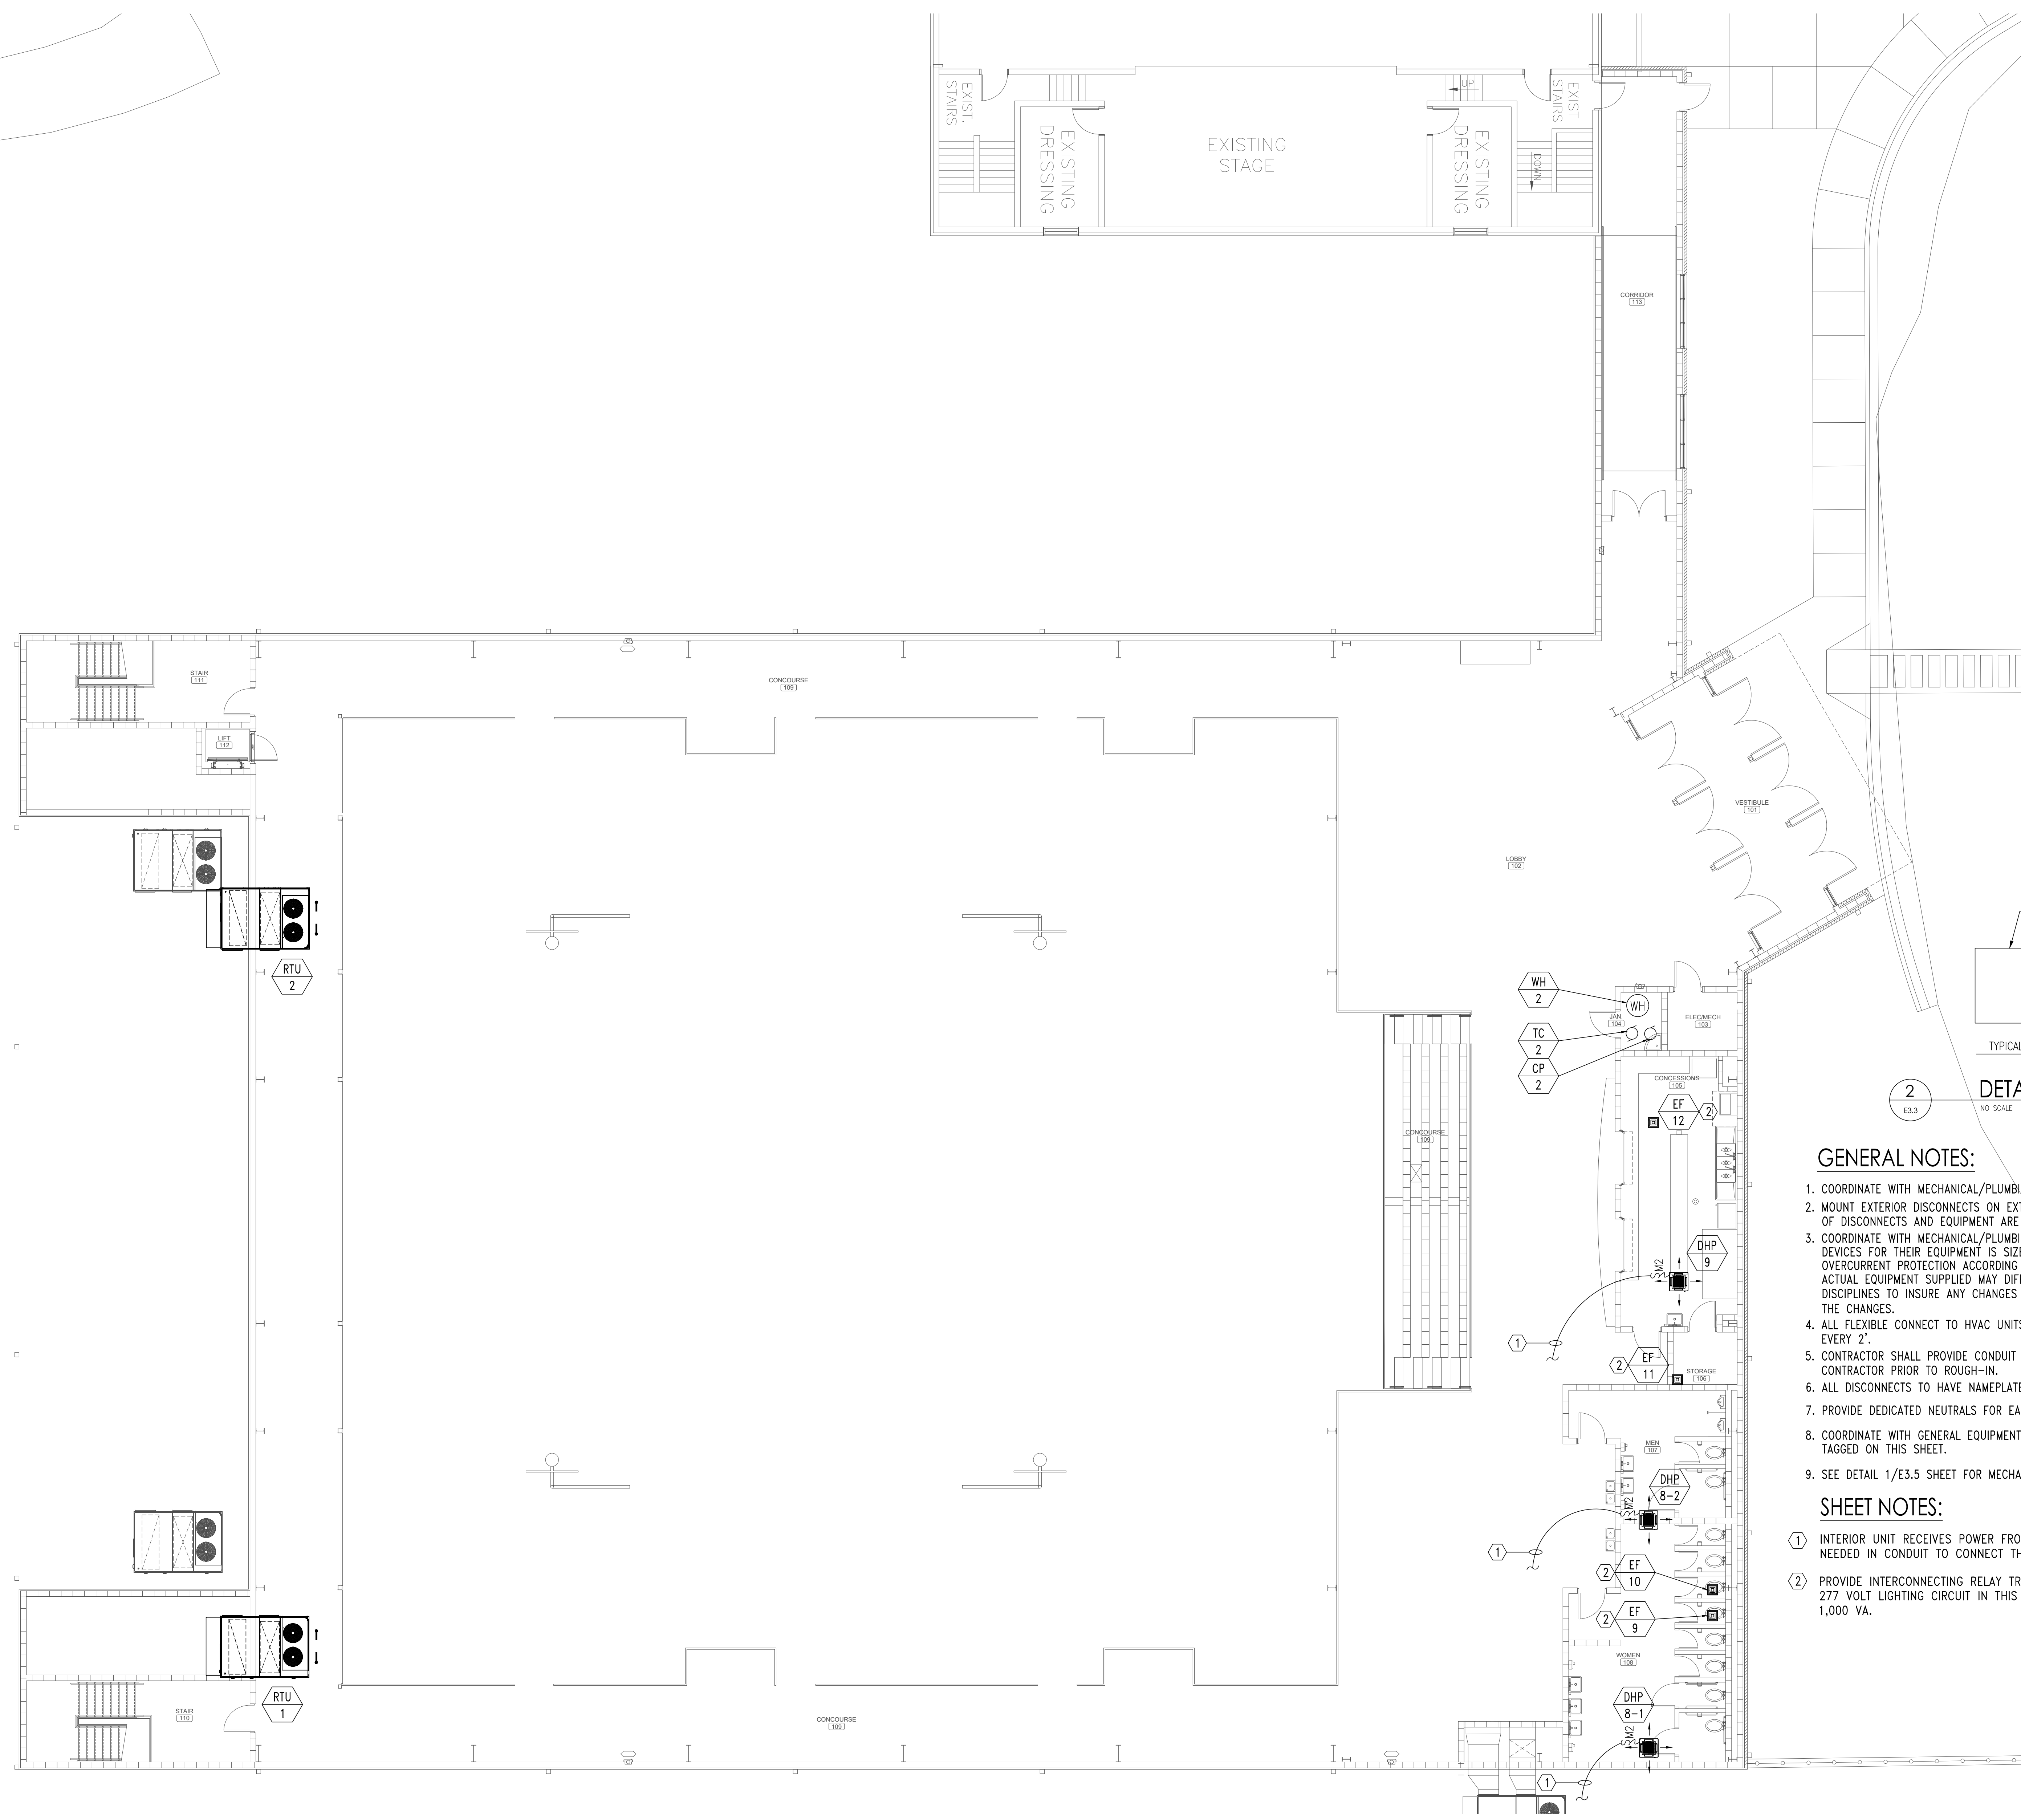 EXIST.
STAIRS
EXISTING
DRESSING
EXISTING
STAGE
UP
EXISTING
DRESSING
EXIST
STAIRS
DOWN
CORRIDOR
113
STAIR
111
CONCOURSE
109
LIFT
112
VESTIBULE
101
LOBBY
102
RTU
2
WH
2
WH
JAN.
104
ELEC/MECH
103
TC
2
CP
2
TYPICAL
CONCESSIONS
105
2
E3.3
DETA
NO SCALE
EF
12
2
CONCOURSE
109
GENERAL NOTES:
1. COORDINATE WITH MECHANICAL/PLUMBI
2. MOUNT EXTERIOR DISCONNECTS ON EXT
OF DISCONNECTS AND EQUIPMENT ARE
3. COORDINATE WITH MECHANICAL/PLUMBI
DEVICES FOR THEIR EQUIPMENT IS SIZE
OVERCURRENT PROTECTION ACCORDING
ACTUAL EQUIPMENT SUPPLIED MAY DIFF
DISCIPLINES TO INSURE ANY CHANGES
THE CHANGES.
4. ALL FLEXIBLE CONNECT TO HVAC UNITS
EVERY 2'.
5. CONTRACTOR SHALL PROVIDE CONDUIT
CONTRACTOR PRIOR TO ROUGH-IN.
6. ALL DISCONNECTS TO HAVE NAMEPLATE
7. PROVIDE DEDICATED NEUTRALS FOR EA
8. COORDINATE WITH GENERAL EQUIPMENT
TAGGED ON THIS SHEET.
9. SEE DETAIL 1/E3.5 SHEET FOR MECHA
SHEET NOTES:
1 INTERIOR UNIT RECEIVES POWER FRO
NEEDED IN CONDUIT TO CONNECT TH
2 PROVIDE INTERCONNECTING RELAY TR
277 VOLT LIGHTING CIRCUIT IN THIS
1,000 VA.
DHP
9
M2
1
2
EF
11
STORAGE
106
MEN
107
DHP
8-2
M2
1
2
EF
10
2
EF
9
WOMEN
108
DHP
8-1
M2
1
RTU
1
STAIR
110
CONCOURSE
109